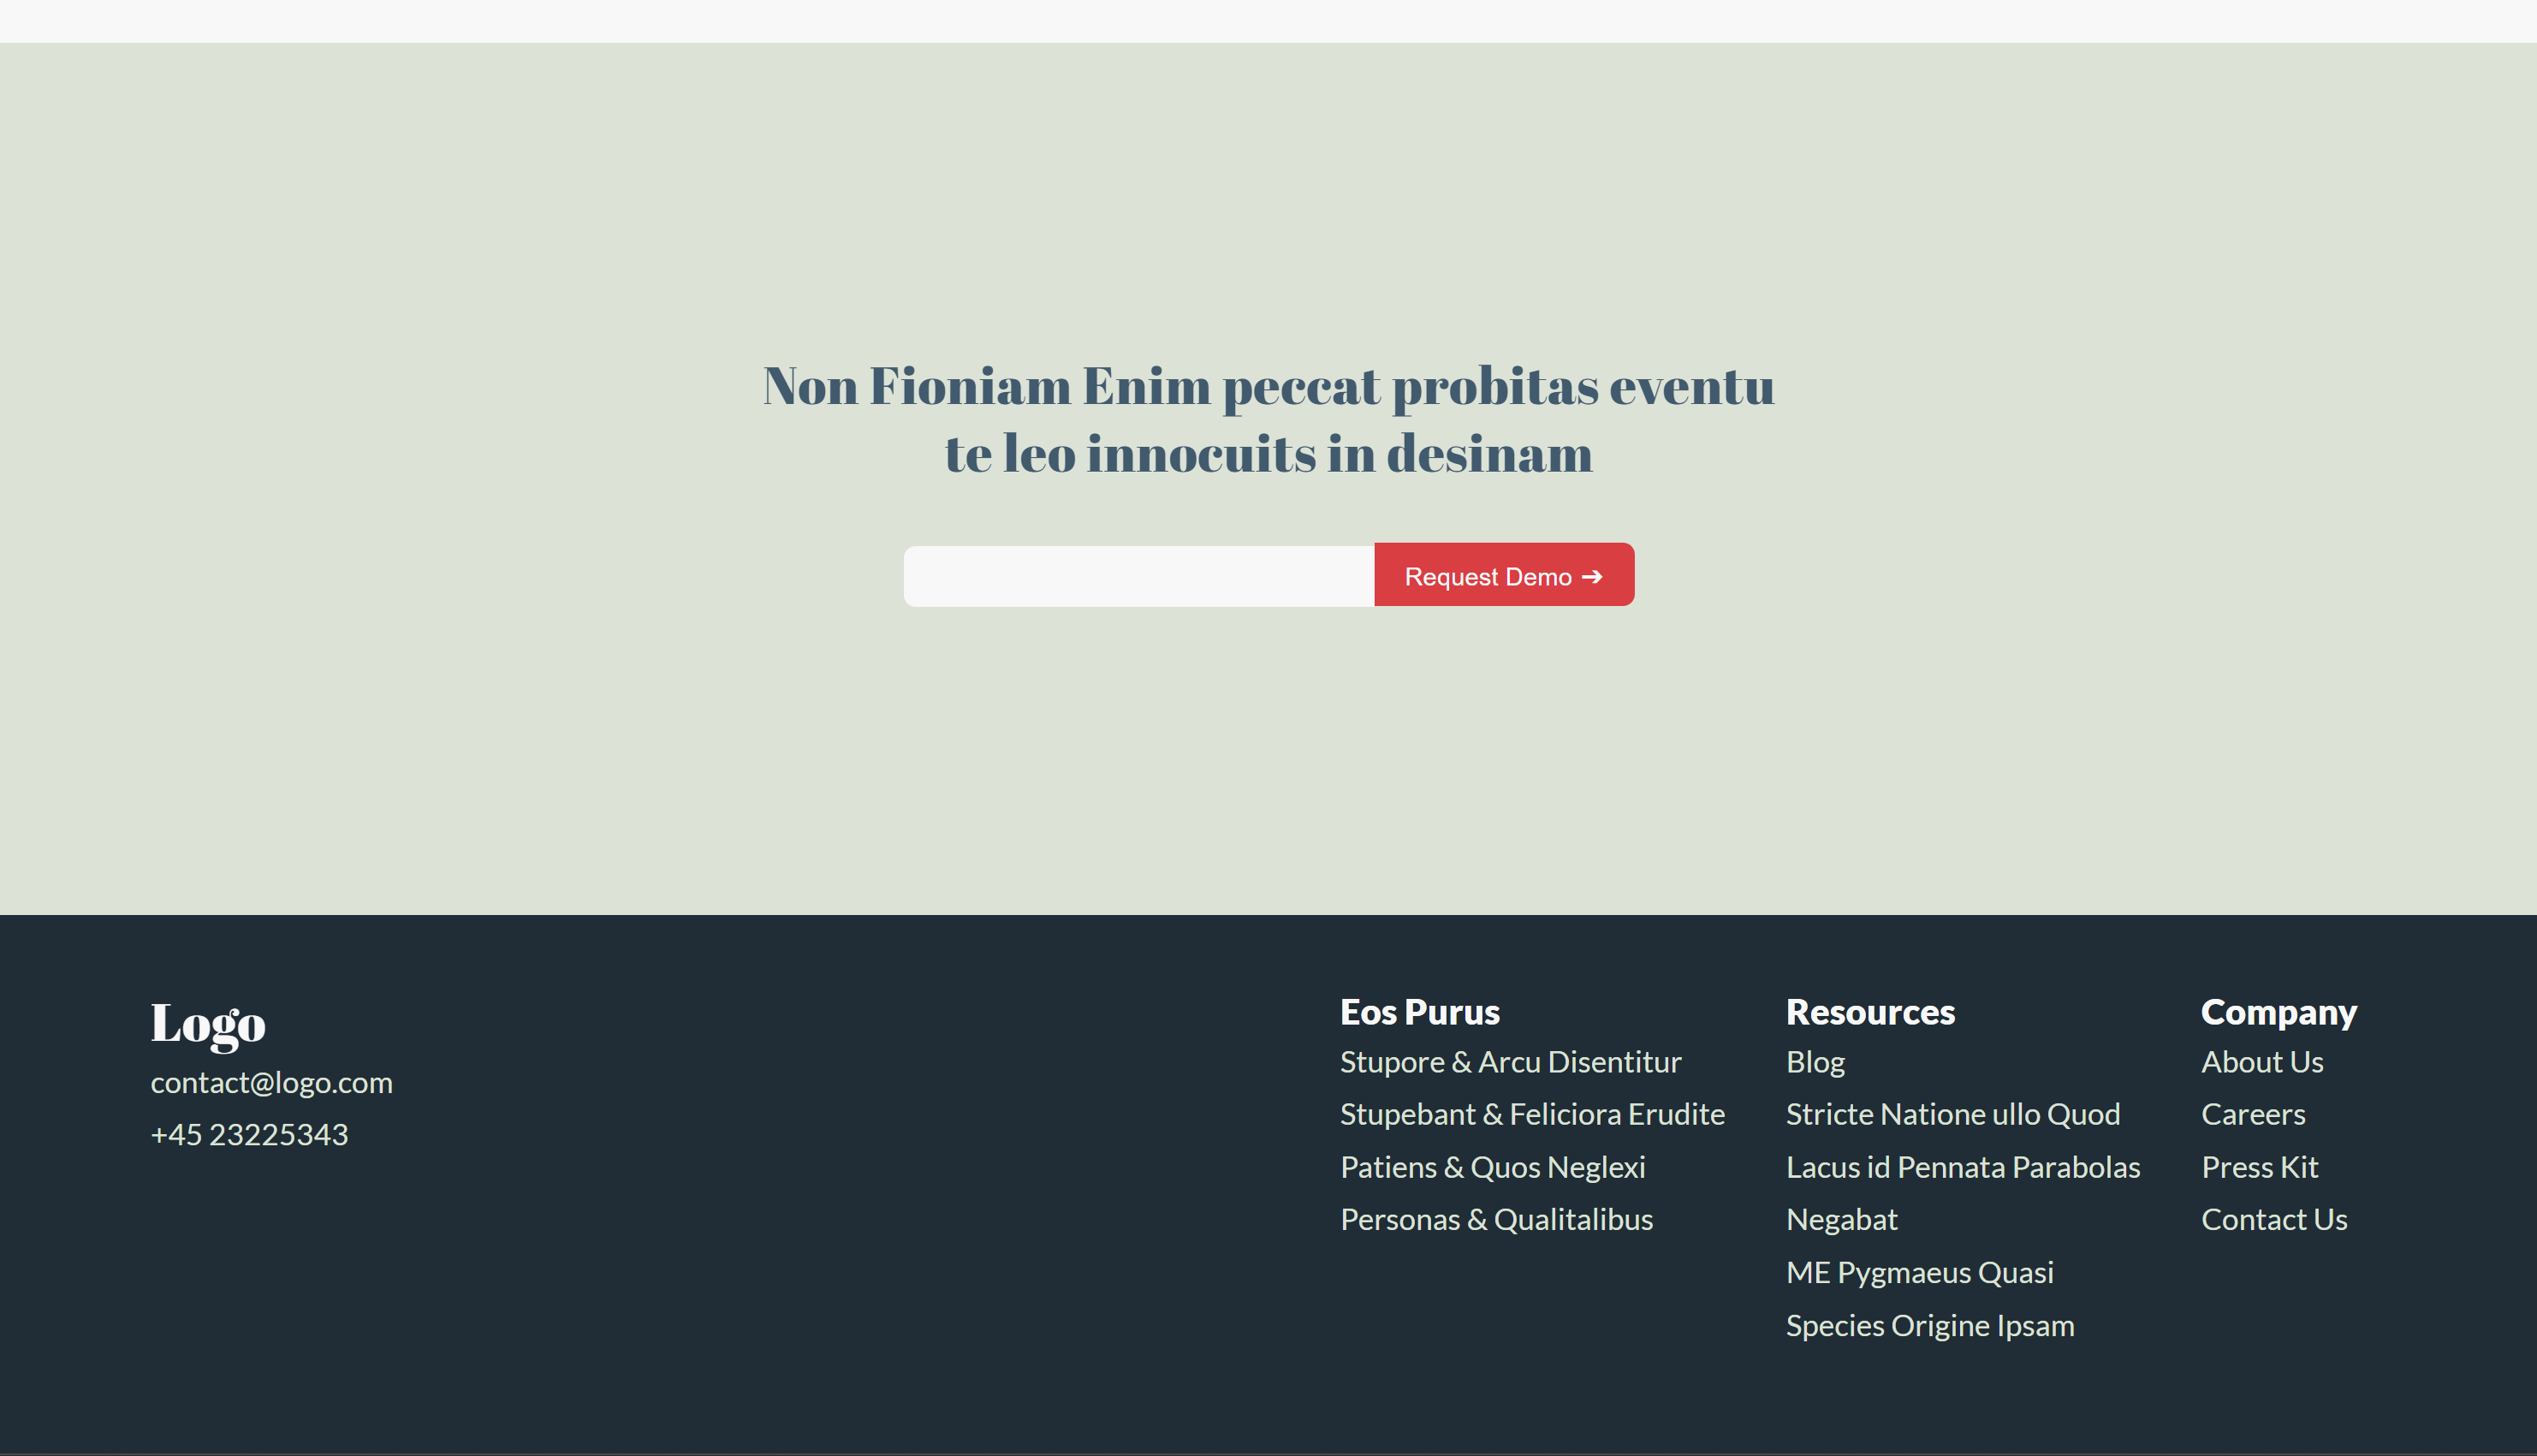 Non Fioniam Enim peccat probitas eventu
te leo innocuits in desinam
Request Demo ➔
Logo
contact@logo.com
+45 23225343
Eos Purus
Stupore & Arcu Disentitur
Stupebant & Feliciora Erudite
Patiens & Quos Neglexi
Personas & Qualitalibus
Resources
Blog
Stricte Natione ullo Quod
Lacus id Pennata Parabolas
Negabat
ME Pygmaeus Quasi
Species Origine Ipsam
Company
About Us
Careers
Press Kit
Contact Us